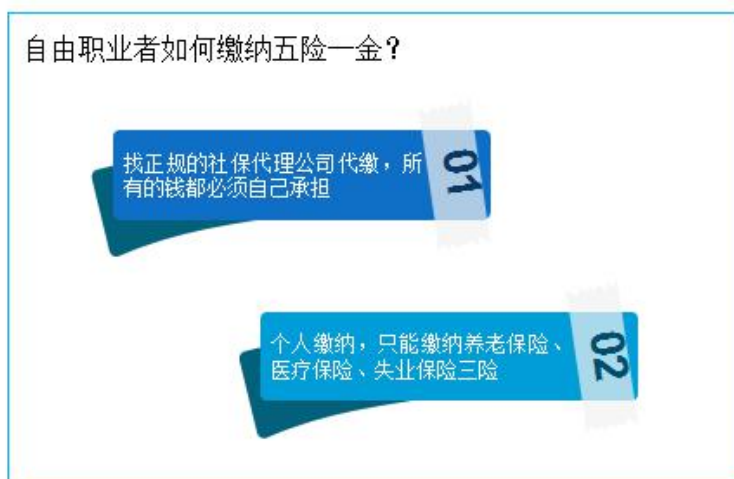 自由职业者如何缴纳五险一金？
找正规的社保代理公司代缴，所
有的钱都必须自己承担
01
个人缴纳，只能缴纳养老保险、
医疗保险、失业保险三险
02